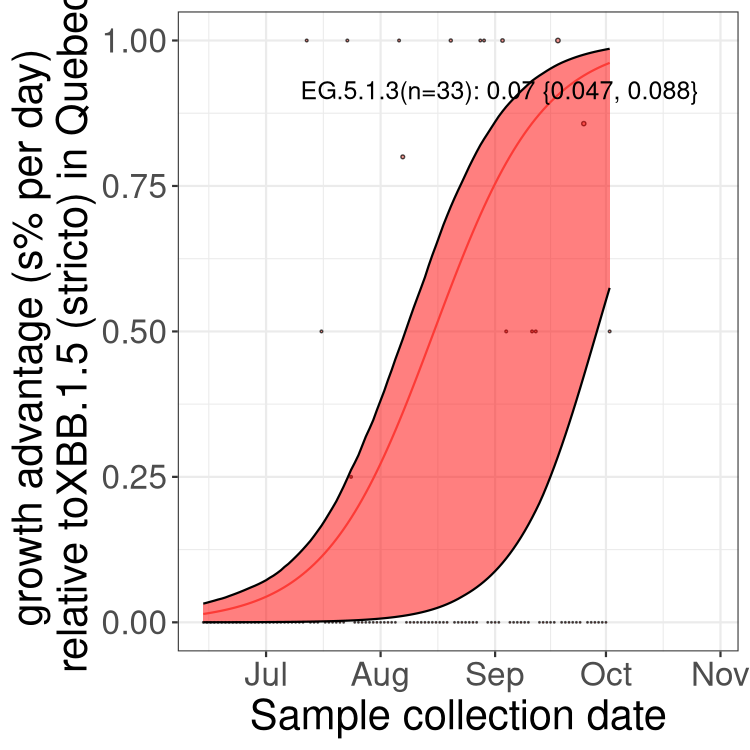 growth advantage (s% per day)
relative toXBB.1.5 (stricto) in Quebec
1.00
0.75
0.50
0.25
0.00
EG.5.1.3(n=33): 0.07 {0.047, 0.088}
Jul Aug Sep Oct Nov
Sample collection date